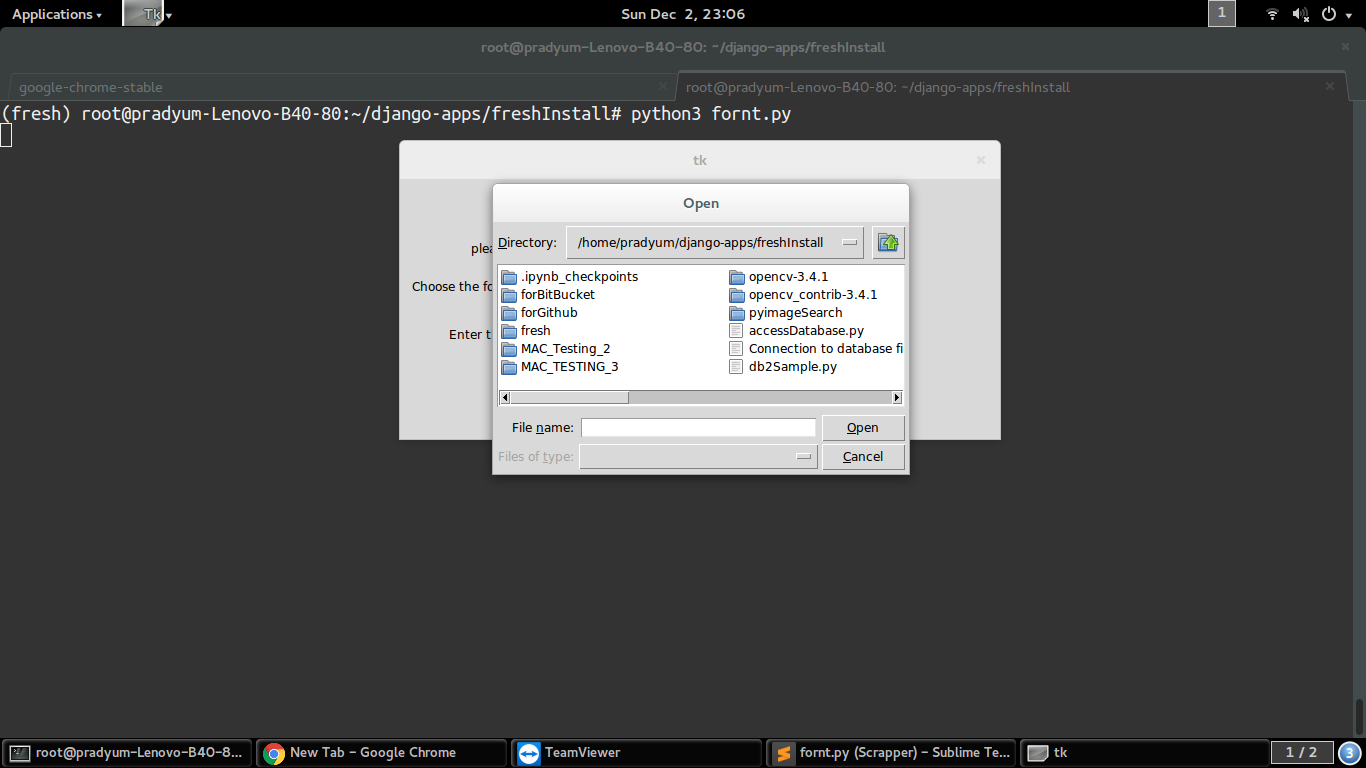 Applications
Tk
Sun Dec 2, 23:06
1
root@pradyum-Lenovo-B40-80: ~/django-apps/freshInstall
google-chrome-stable
root@pradyum-Lenovo-B40-80: ~/django-apps/freshInstall
(fresh) root@pradyum-Lenovo-B40-80:~/django-apps/freshInstall# python3 fornt.py
tk
Open
Directory: /home/pradyum/django-apps/freshInstall
Choose the
Enter
.ipynb_checkpoints
forBitBucket
forGithub
fresh
MAC_Testing_2
MAC_TESTING_3
opencv-3.4.1
opencv_contrib-3.4.1
pyimageSearch
accessDatabase.py
Connection to database fi
db2Sample.py
File name:
Open
Files of type:
Cancel
root@pradyum-Lenovo-B40-8...
New Tab - Google Chrome
TeamViewer
fornt.py (Scrapper) - Sublime Te...
tk
1 / 2
3